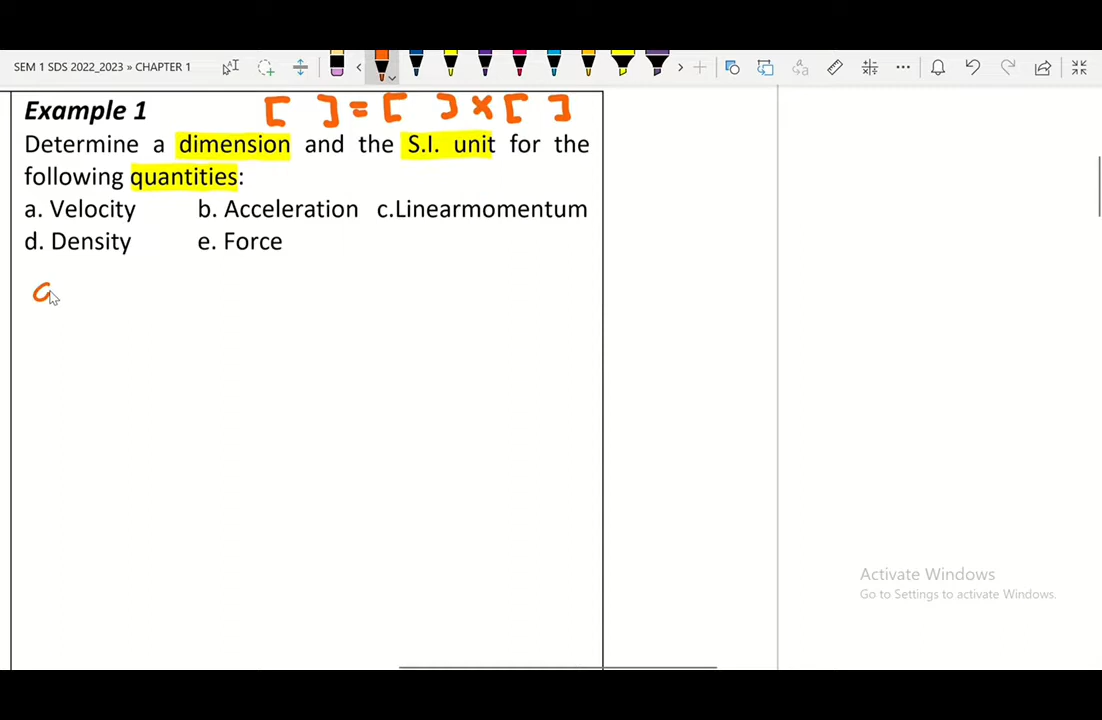 SEM 1 SDS 2022_2023 » CHAPTER 1
Example 1 [ ] = [ ] × [ ]
Determine a dimension and the S.I. unit for the
following quantities:
a. Velocity b. Acceleration c.Linearmomentum
d. Density e. Force
a
Activate Windows
Go to Settings to activate Windows.